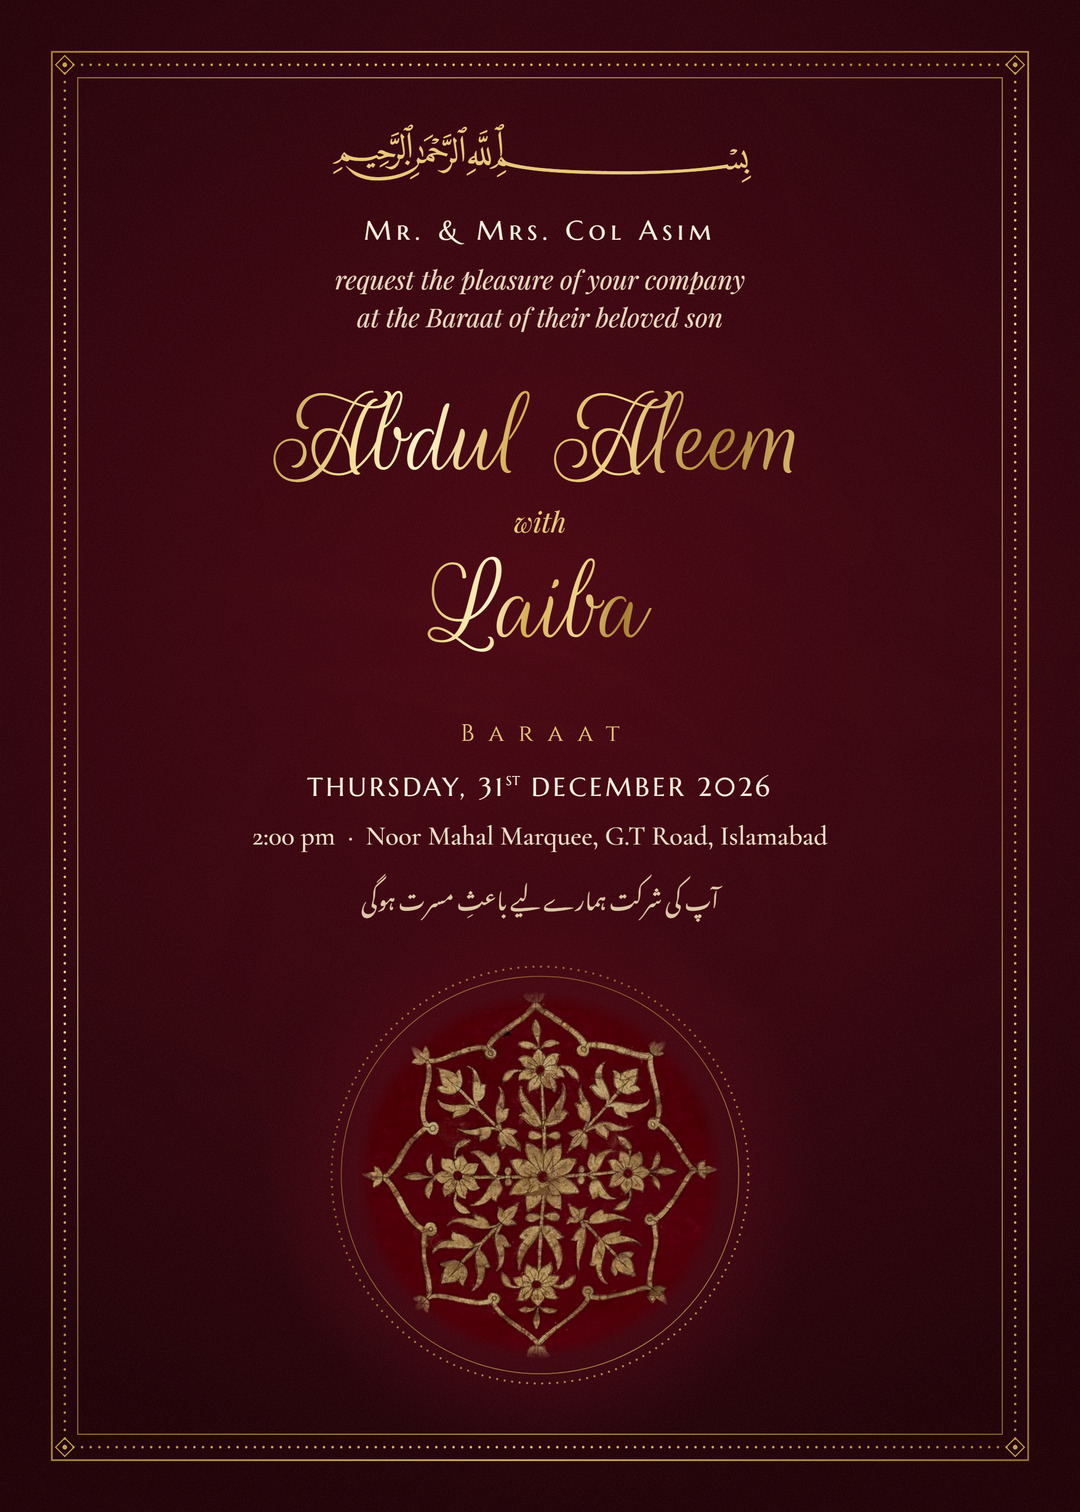 بِسْمِ اللَّهِ الرَّحْمَٰنِ الرَّحِيمِ
Mr. & Mrs. Col Asim
request the pleasure of your company
at the Baraat of their beloved son
Abdul Aleem
with
Laiba
Baraat
THURSDAY, 31ST DECEMBER 2026
2:00 pm · Noor Mahal Marquee, G.T Road, Islamabad
آپ کی شرکت ہمارے لیے باعثِ مسرت ہوگی